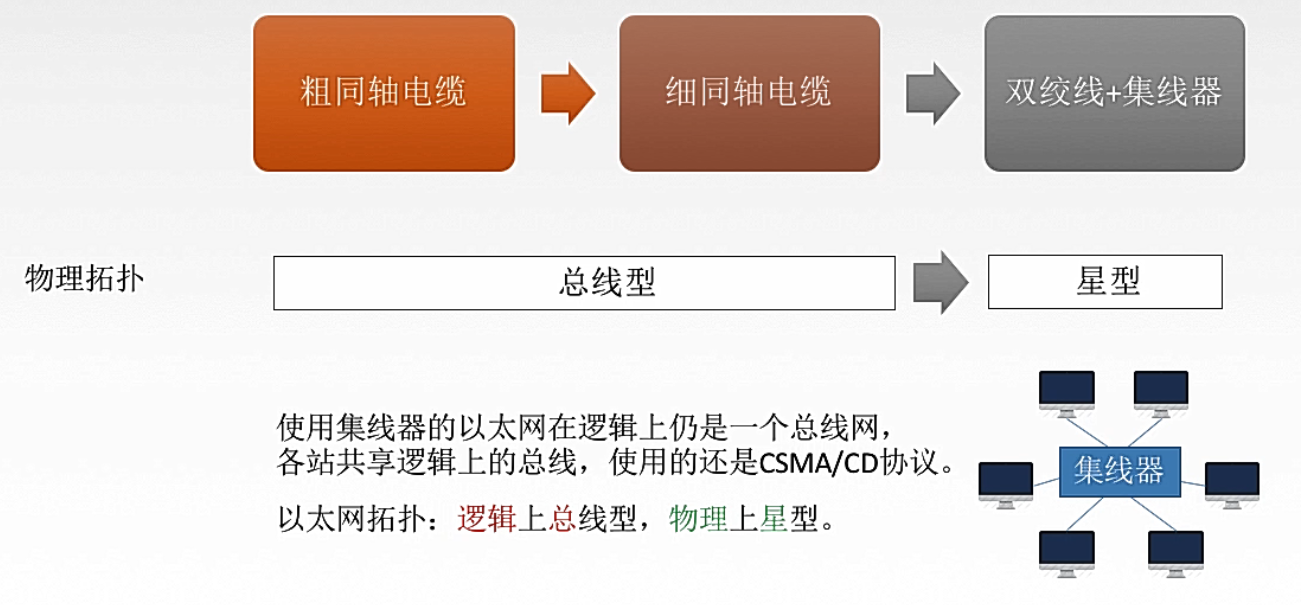 粗同轴电缆
细同轴电缆
双绞线+集线器
物理拓扑
总线型
星型
使用集线器的以太网在逻辑上仍是一个总线网，
各站共享逻辑上的总线，使用的还是CSMA/CD协议。
集线器
以太网拓扑：逻辑上总线型，物理上星型。